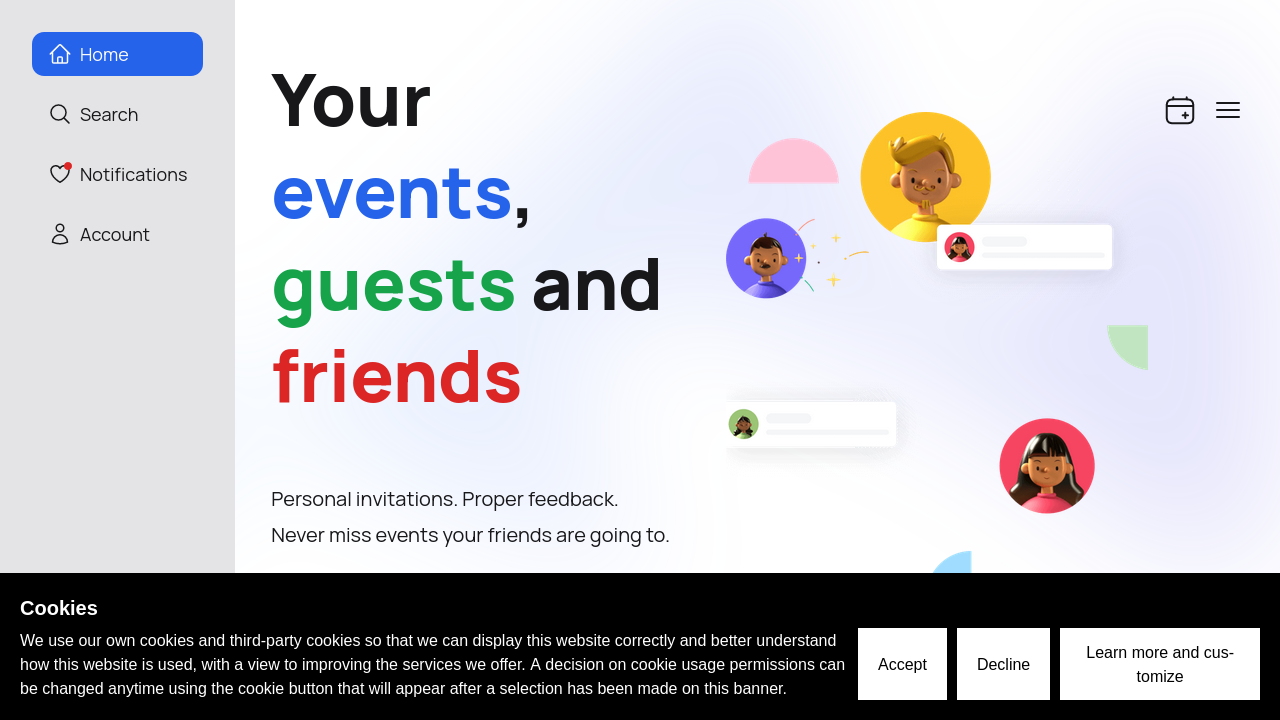 Home
Search
Notifications
Account
Your
events,
guests and
friends
Personal invitations. Proper feedback.
Never miss events your friends are going to.
Cookies
We use our own cookies and third-party cookies so that we can display this website correctly and better understand
how this website is used, with a view to improving the services we offer. A decision on cookie usage permissions can
be changed anytime using the cookie button that will appear after a selection has been made on this banner.
Accept
Decline
Learn more and cus-
tomize